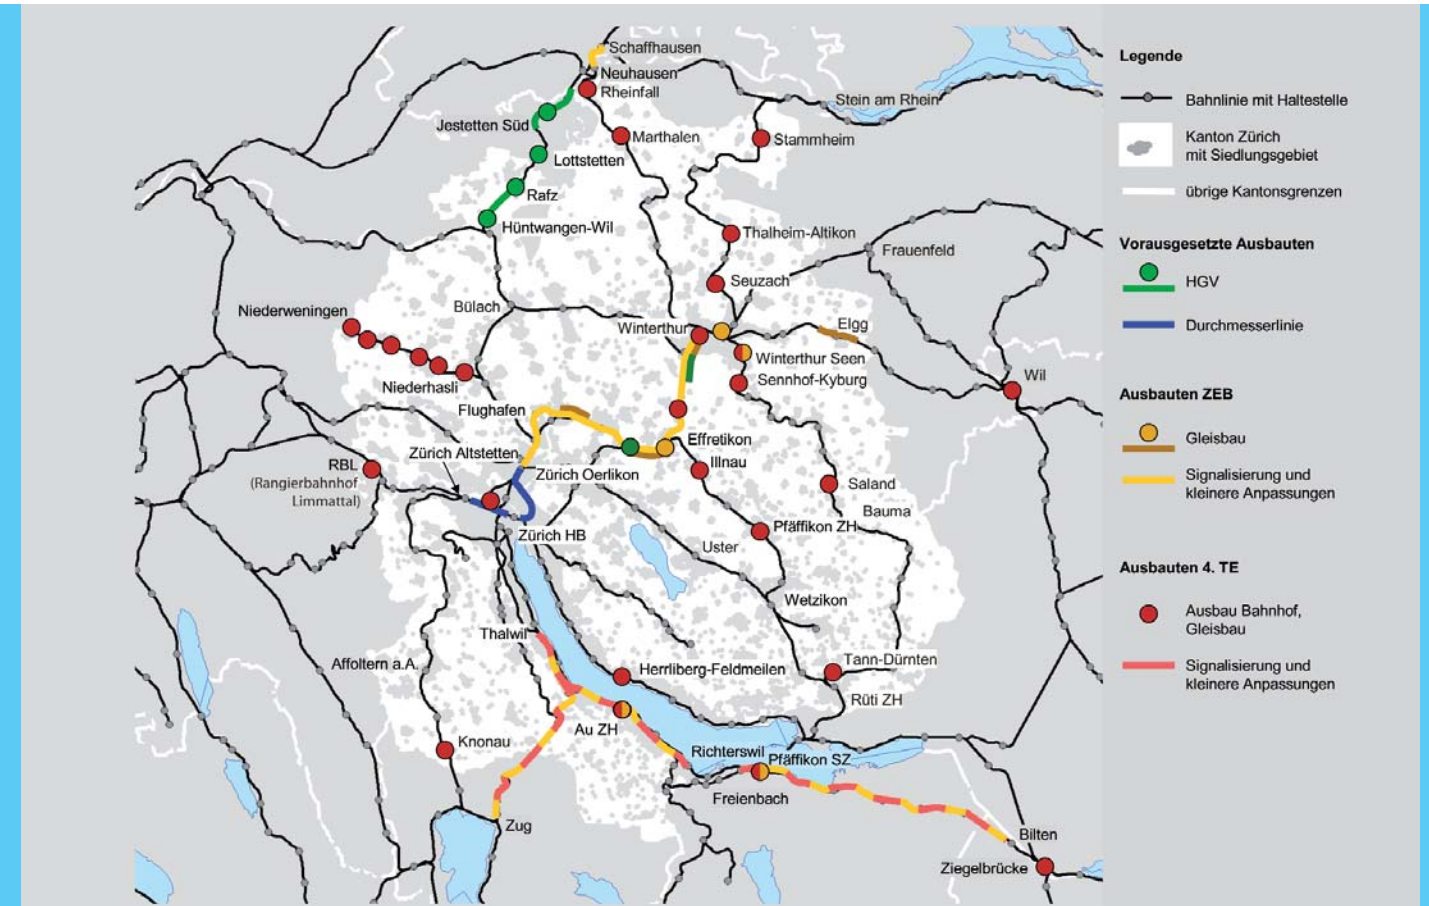 Schaffhausen
Neuhausen
Rheinfall
Stein am Rhein
Jestetten Süd
Marthalen
Stammheim
Lottstetten
Rafz
Hüntwangen-Wil
Thalheim-Altikon
Frauenfeld
Seuzach
Bülach
Niederweningen
Winterthur
Elgg
Winterthur Seen
Sennhof-Kyburg
Wil
Niederhasli
Flughafen
Effretikon
Zürich Altstetten
Illnau
RBL
(Rangierbahnhof
Limmattal)
Zürich Oerlikon
Saland
Bauma
Pfäffikon ZH
Zürich HB
Uster
Wetzikon
Thalwil
Affoltern a.A.
Herrliberg-Feldmeilen
Tann-Dürnten
Rüti ZH
Au ZH
Knonau
Richterswil
Pfäffikon SZ
Freienbach
Zug
Bilten
Ziegelbrücke
Legende
Bahnlinie mit Haltestelle
Kanton Zürich
mit Siedlungsgebiet
übrige Kantonsgrenzen
Vorausgesetzte Ausbauten
HGV
Durchmesserlinie
Ausbauten ZEB
Gleisbau
Signalisierung und
kleinere Anpassungen
Ausbauten 4. TE
Ausbau Bahnhof,
Gleisbau
Signalisierung und
kleinere Anpassungen